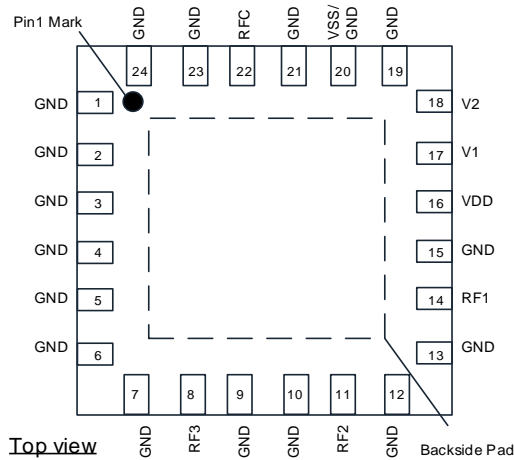 Pin1 Mark
GND
GND
RFC
GND
VSS/
GND
GND
24
23
22
21
20
19
GND 1
GND 2
GND 3
GND 4
GND 5
GND 6
18 V2
17 V1
16 VDD
15 GND
14 RF1
13 GND
7
8
9
10
11
12
GND
RF3
GND
GND
RF2
GND
Top view
Backside Pad